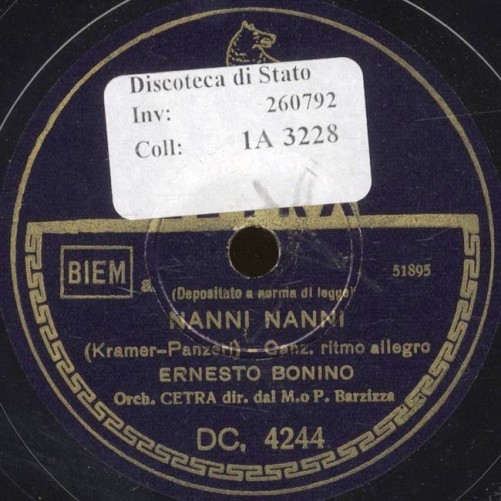 Discoteca di Stato
Inv: 260792
Coll: 1A 3228
BIEM
51895
(Depositato a norma di legge)
NANNI NANNI
(Kramer-Panzeri) - Canz. ritmo allegro
ERNESTO BONINO
Orch. CETRA dir. dal M.o P. Barzizza
DC. 4244